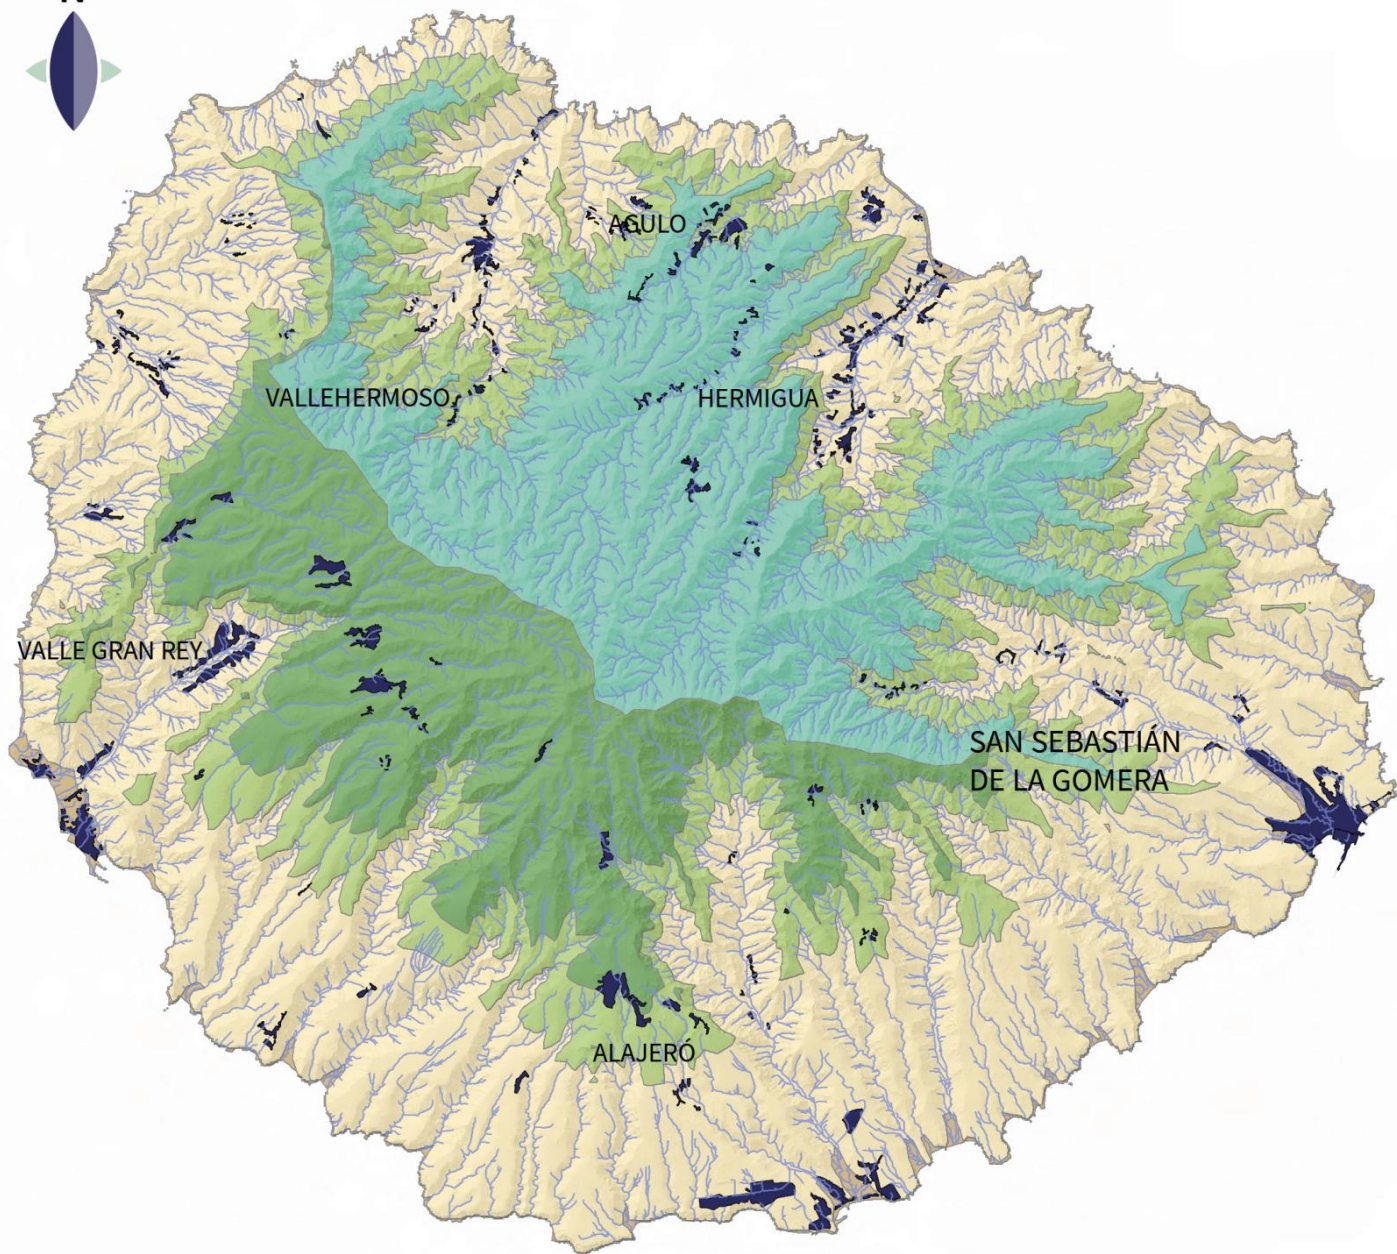 N
AGULO
VALLEHERMOSO
HERMIGUA
VALLE GRAN REY
SAN SEBASTIÁN
DE LA GOMERA
ALAJERÓ